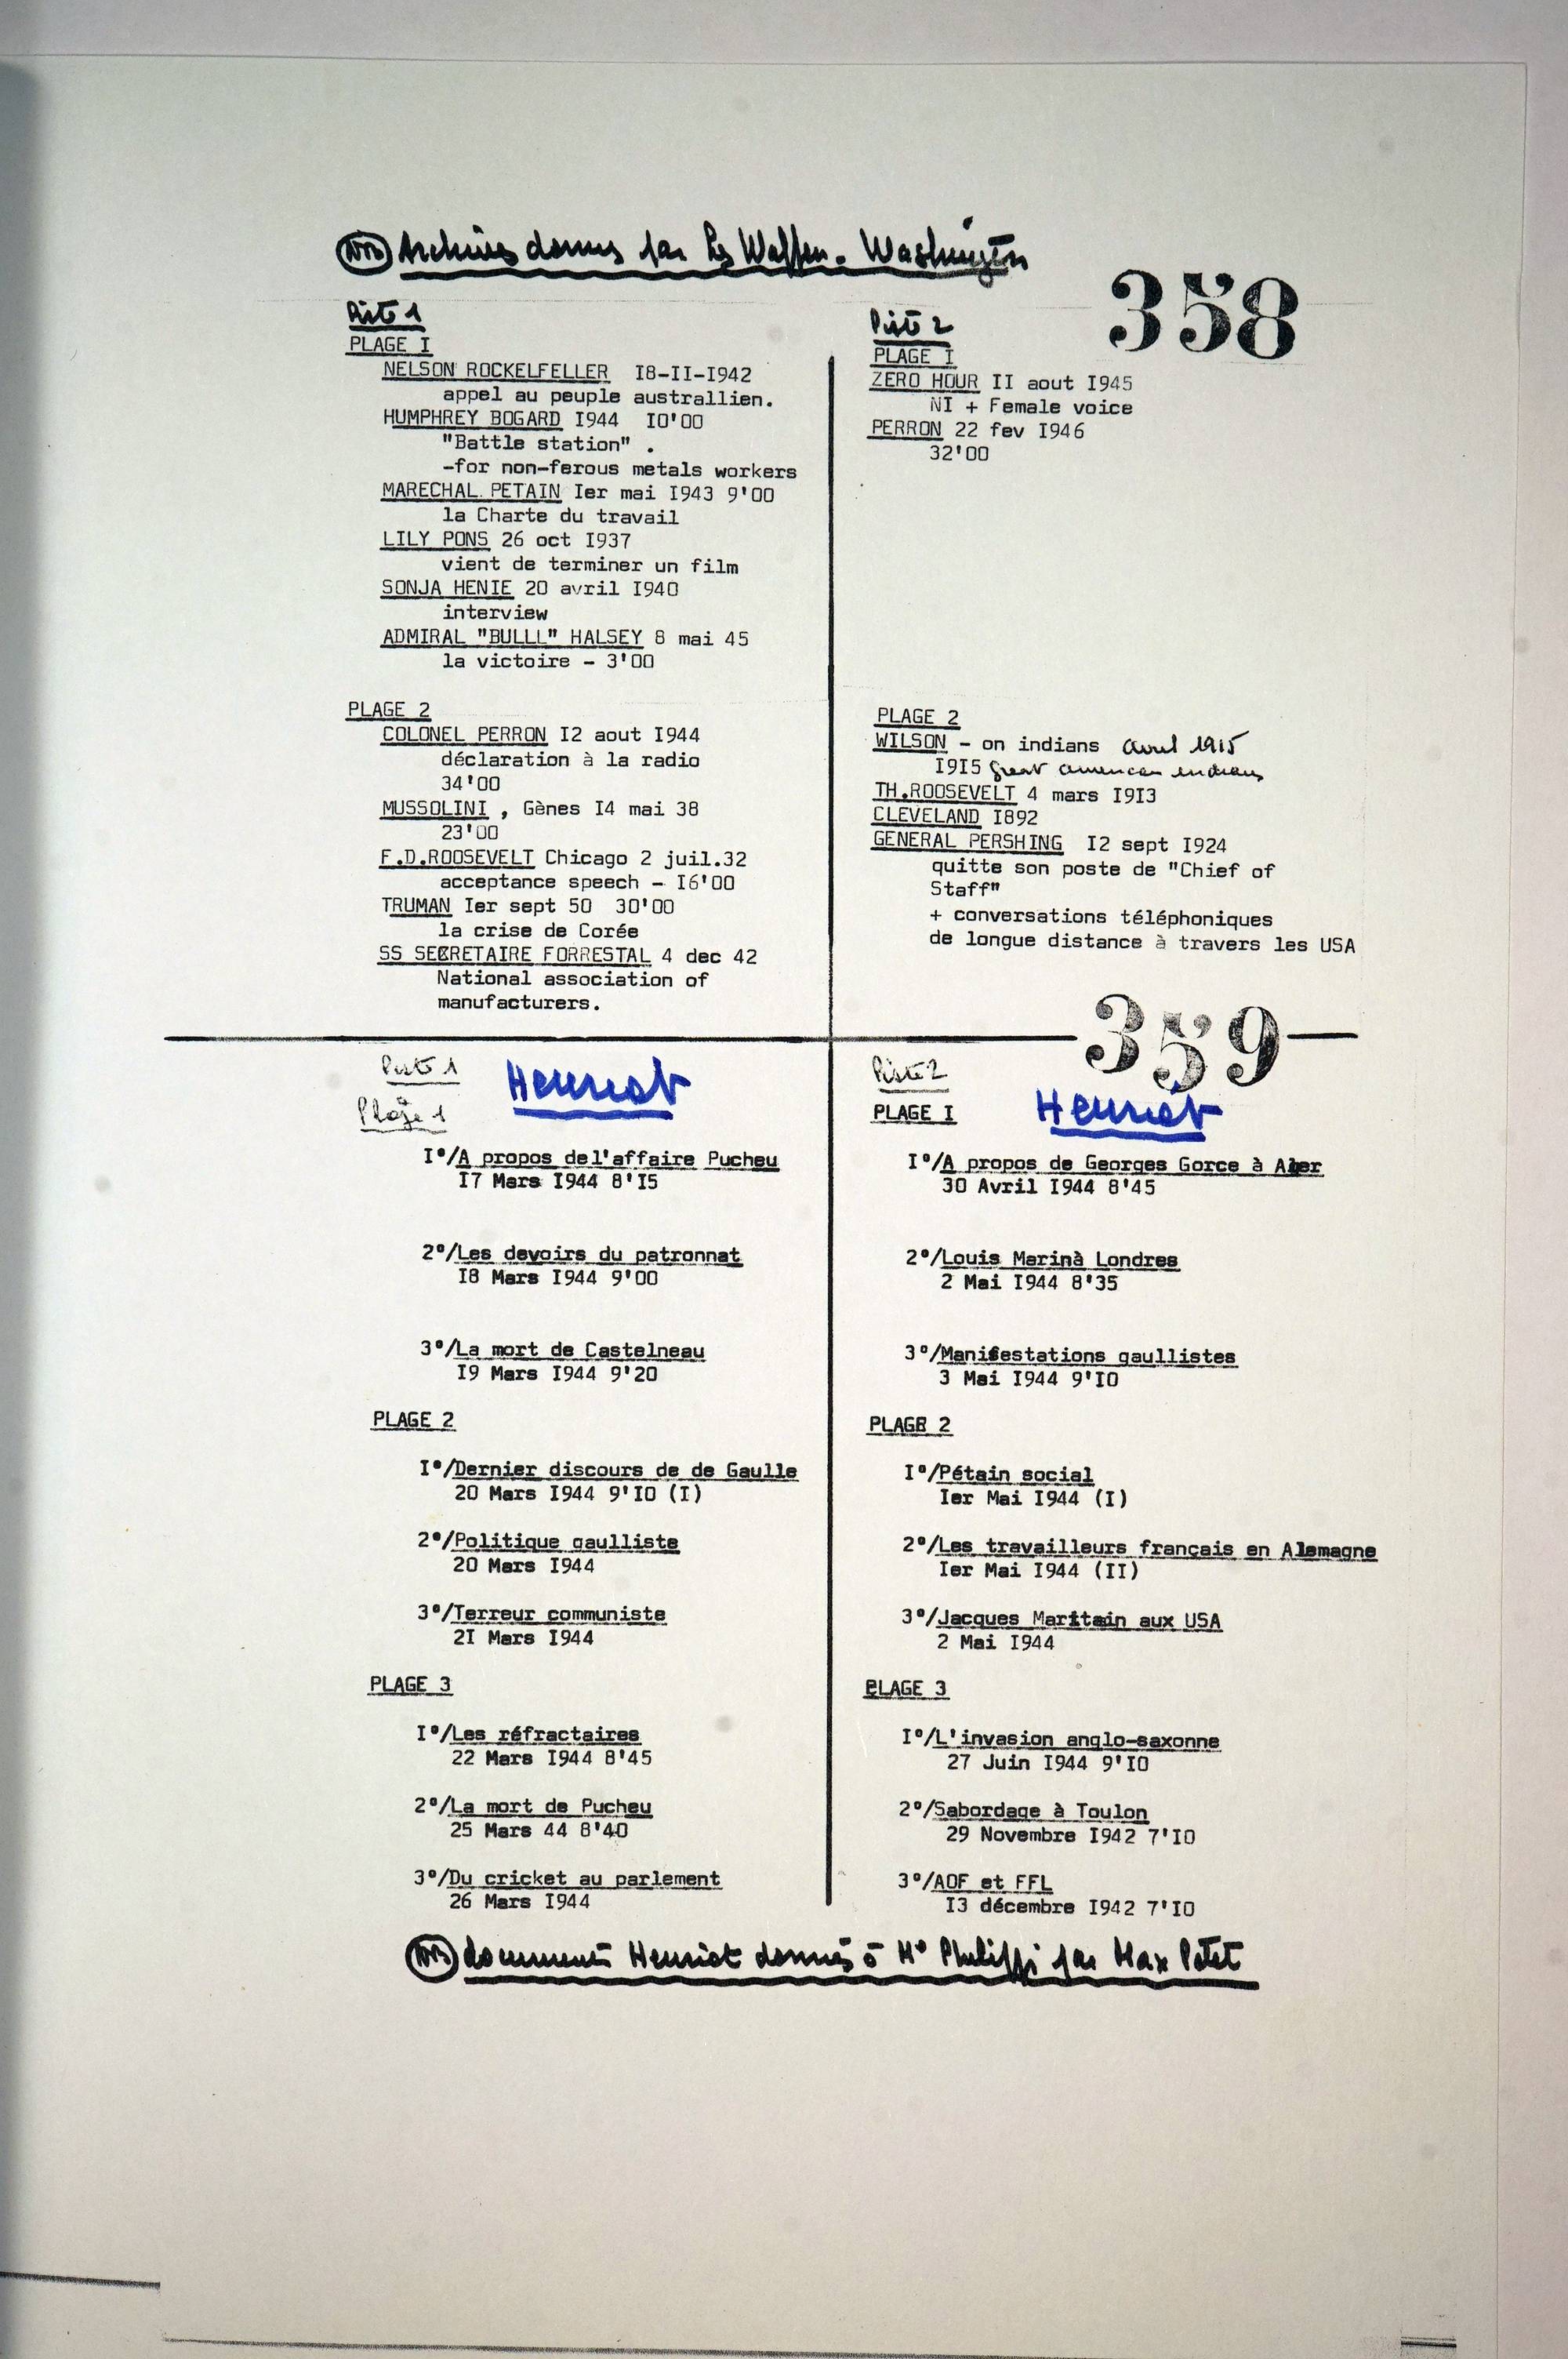 NB Archives donnés par Les Waffen. Washington
358
Piste 1
PLAGE I
NELSON ROCKELFELLER I8-II-I942
appel au peuple australlien.
HUMPHREY BOGARD I944 I0'00
"Battle station" .
-for non-ferous metals workers
MARECHAL PETAIN Ier mai I943 9'00
la Charte du travail
LILY PONS 26 oct I937
vient de terminer un film
SONJA HENIE 20 avril I940
interview
ADMIRAL "BULLL" HALSEY 8 mai 45
la victoire - 3'00
PLAGE 2
COLONEL PERRON I2 aout I944
déclaration à la radio
34'00
MUSSOLINI , Gènes I4 mai 38
23'00
F.D.ROOSEVELT Chicago 2 juil.32
acceptance speech - I6'00
TRUMAN Ier sept 50 30'00
la crise de Corée
SS SECRETAIRE FORRESTAL 4 dec 42
National association of
manufacturers.
Piste 2
PLAGE I
ZERO HOUR II aout I945
NI + Female voice
PERRON 22 fev I946
32'00
PLAGE 2
WILSON - on indians avril 1915
I9I5 Great american indians
TH.ROOSEVELT 4 mars I9I3
CLEVELAND I892
GENERAL PERSHING I2 sept I924
quitte son poste de "Chief of
Staff"
+ conversations téléphoniques
de longue distance à travers les USA
359
Piste 1
Henriot
Plage 1
I°/A propos del'affaire Pucheu
I7 Mars I944 8'I5
2°/Les devoirs du patronnat
I8 Mars I944 9'00
3°/La mort de Castelneau
I9 Mars I944 9'20
PLAGE 2
I°/Dernier discours de de Gaulle
20 Mars I944 9'I0 (I)
2°/Politique gaulliste
20 Mars I944
3°/Terreur communiste
2I Mars I944
PLAGE 3
I°/Les réfractaires
22 Mars I944 8'45
2°/La mort de Pucheu
25 Mars 44 8'40
3°/Du cricket au parlement
26 Mars I944
Piste 2
PLAGE I
Henriot
I°/A propos de Georges Gorce à Alger
30 Avril I944 8'45
2°/Louis Marinà Londres
2 Mai I944 8'35
3°/Manifestations gaullistes
3 Mai I944 9'I0
PLAGE 2
I°/Pétain social
Ier Mai I944 (I)
2°/Les travailleurs français en Alemagne
Ier Mai I944 (II)
3°/Jacques Maritain aux USA
2 Mai I944
PLAGE 3
I°/L'invasion anglo-saxonne
27 Juin I944 9'I0
2°/Sabordage à Toulon
29 Novembre I942 7'I0
3°/AOF et FFL
I3 décembre I942 7'I0
NB documents Henriot donnés à Mr Philippi par Max Petit